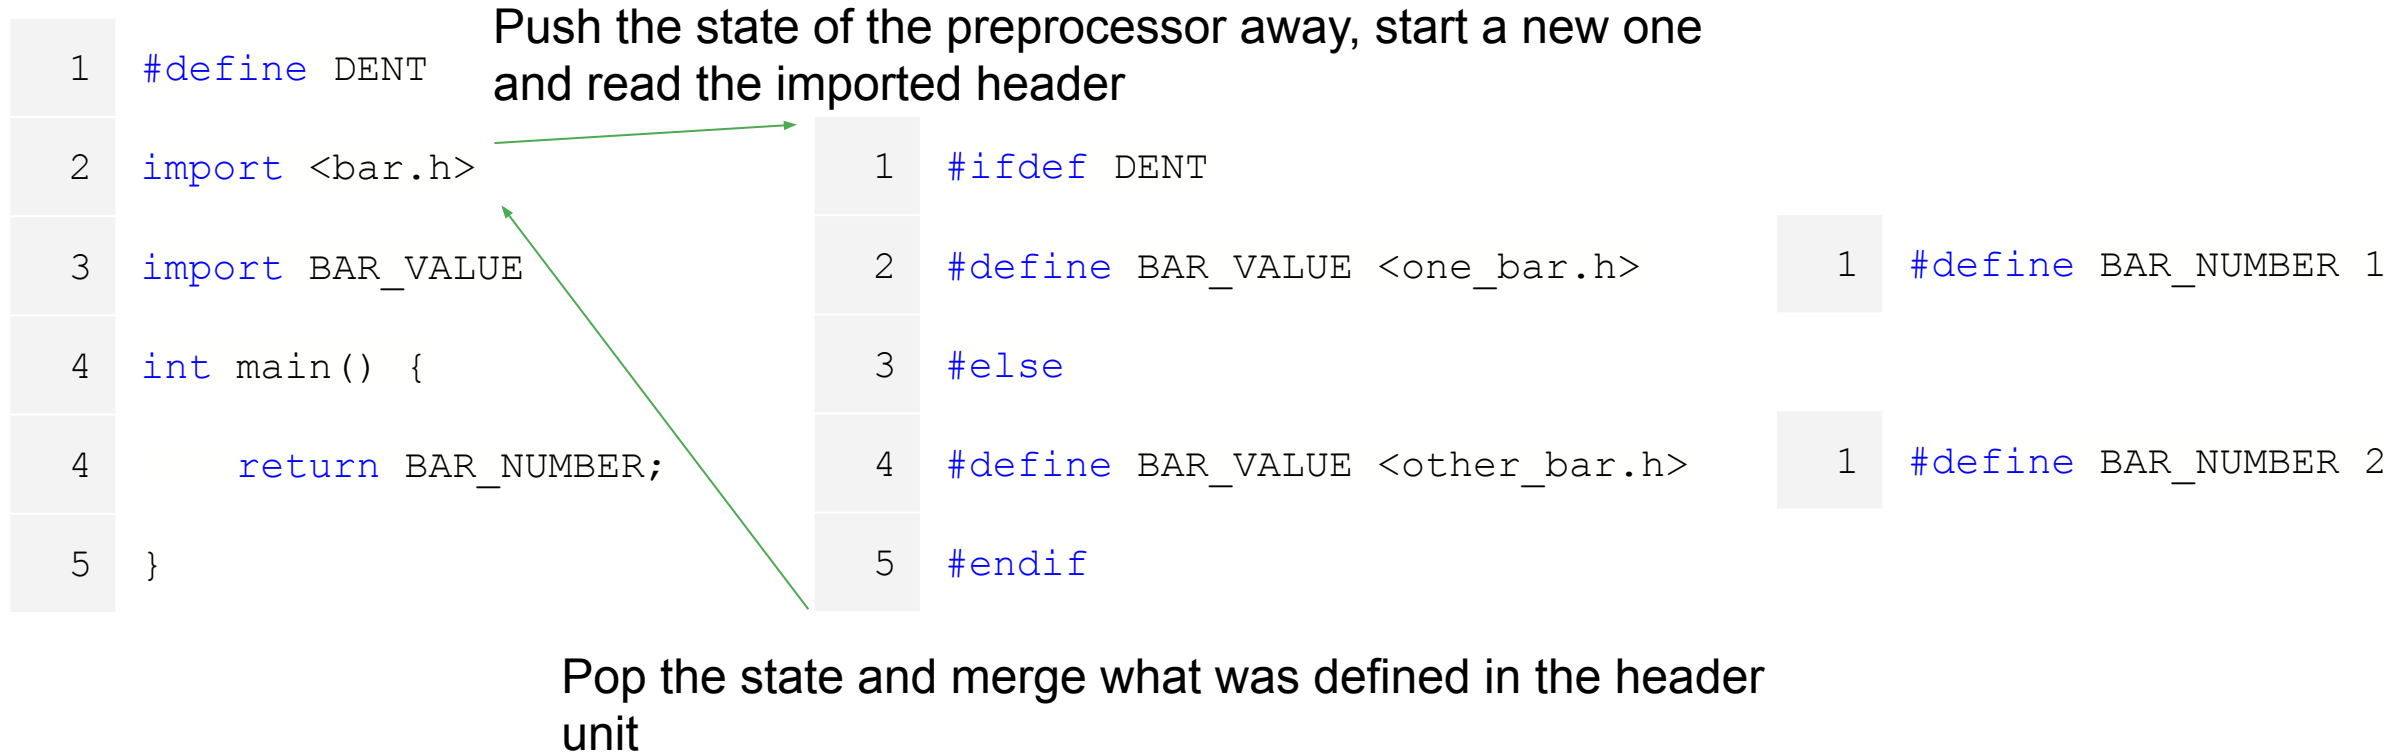 Push the state of the preprocessor away, start a new one
and read the imported header
1 #define DENT
2 import <bar.h>
3 import BAR_VALUE
4 int main() {
4 return BAR_NUMBER;
5 }
1 #ifdef DENT
2 #define BAR_VALUE <one_bar.h>
3 #else
4 #define BAR_VALUE <other_bar.h>
5 #endif
1 #define BAR_NUMBER 1
1 #define BAR_NUMBER 2
Pop the state and merge what was defined in the header
unit